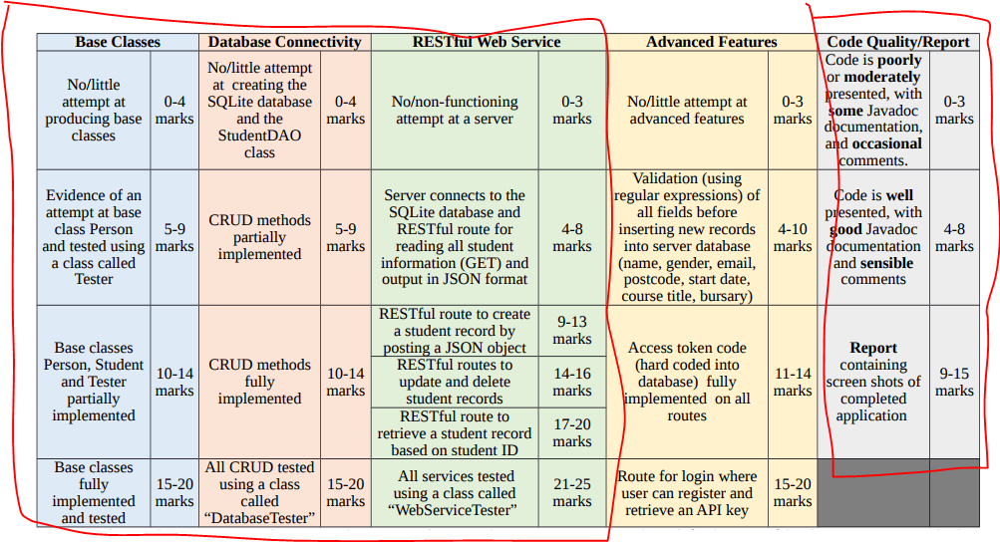 Base Classes
Database Connectivity
RESTful Web Service
Advanced Features
Code Quality/Report
No/little
attempt at
producing base
classes
0-4
marks
No/little attempt
at creating the
SQLite database
and the
StudentDAO
class
0-4
marks
No/non-functioning
attempt at a server
0-3
marks
No/little attempt at
advanced features
0-3
marks
Code is poorly
or moderately
presented, with
some Javadoc
documentation,
and occasional
comments.
0-3
marks
Evidence of an
attempt at base
class Person
and tested using
a class called
Tester
5-9
marks
CRUD methods
partially
implemented
5-9
marks
Server connects to the
SQLite database and
RESTful route for
reading all student
information (GET) and
output in JSON format
4-8
marks
Validation (using
regular expressions) of
all fields before
inserting new records
into server database
(name, gender, email,
postcode, start date,
course title, bursary)
4-10
marks
Code is well
presented, with
good Javadoc
documentation
and sensible
comments
4-8
marks
Base classes
Person, Student
and Tester
partially
implemented
10-14
marks
CRUD methods
fully
implemented
10-14
marks
RESTful route to create
a student record by
posting a JSON object
9-13
marks
RESTful routes to
update and delete
student records
14-16
marks
RESTful route to
retrieve a student record
based on student ID
17-20
marks
Access token code
(hard coded into
database) fully
implemented on all
routes
11-14
marks
Report
containing
screen shots of
completed
application
9-15
marks
Base classes
fully
implemented
and tested
15-20
marks
All CRUD tested
using a class
called
“DatabaseTester”
15-20
marks
All services tested
using a class called
“WebServiceTester”
21-25
marks
Route for login where
user can register and
retrieve an API key
15-20
marks